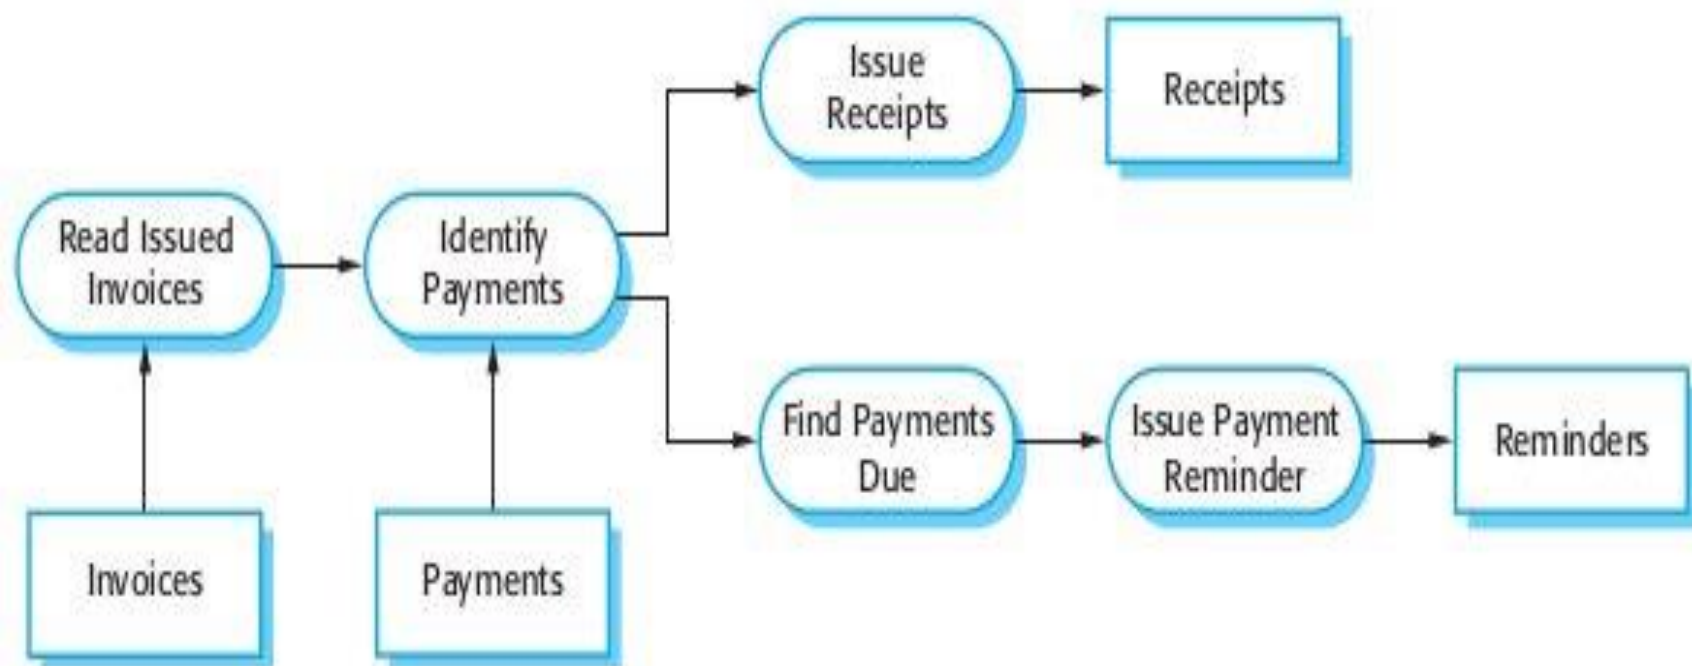 Issue
Receipts
Receipts
Read Issued
Invoices
Identify
Payments
Find Payments
Due
Issue Payment
Reminder
Reminders
Invoices
Payments